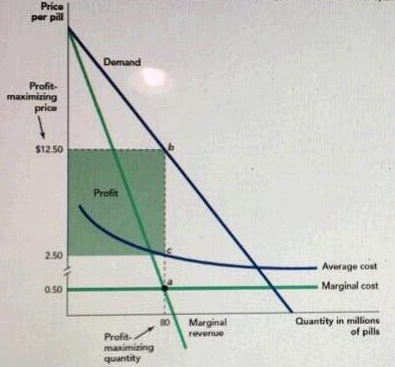 Price
per pill
Demand
Profit-
maximizing
price
$12.50
b
Profit
2.50
c
Average cost
a
Marginal cost
0.50
80
Marginal
revenue
Quantity in millions
of pills
Profit-
maximizing
quantity